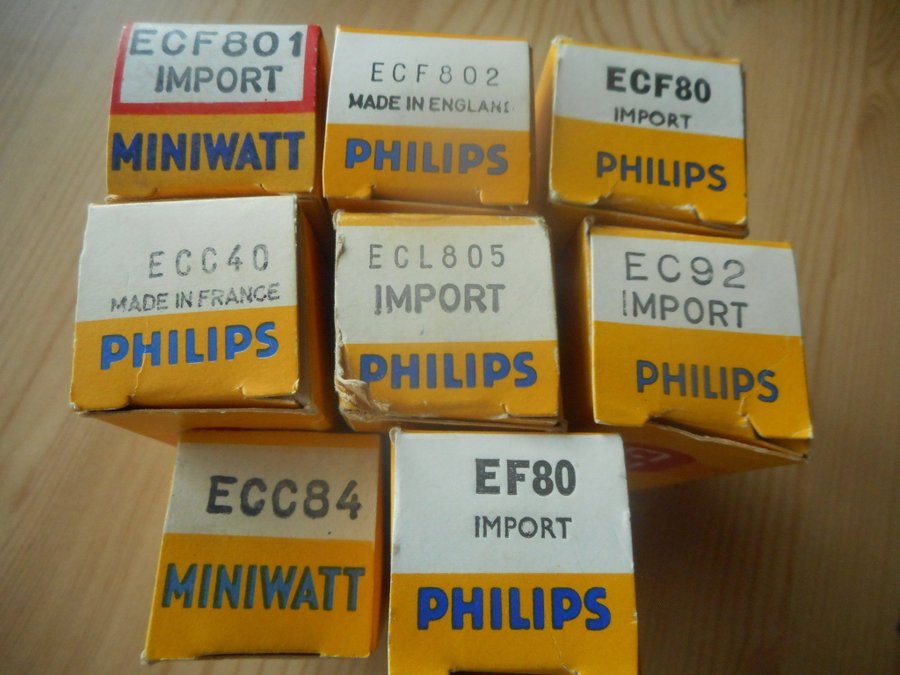 ECF801
IMPORT
MINIWATT
ECF802
MADE IN ENGLAND
PHILIPS
ECF80
IMPORT
PHILIPS
ECC40
MADE IN FRANCE
PHILIPS
ECL805
IMPORT
PHILIPS
EC92
IMPORT
PHILIPS
ECC84
MINIWATT
EF80
IMPORT
PHILIPS